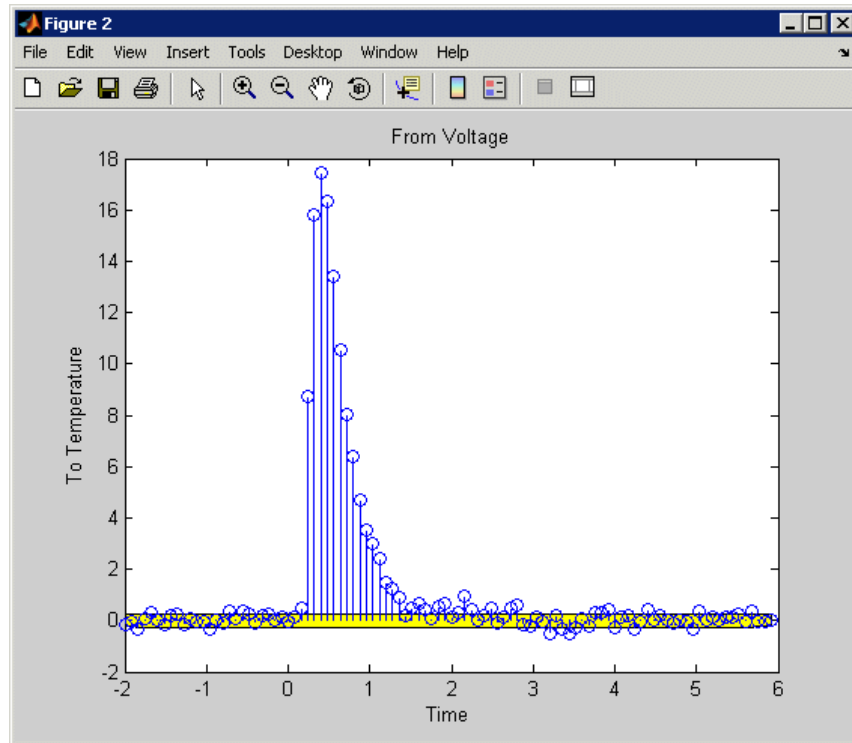 Figure 2
File Edit View Insert Tools Desktop Window Help
From Voltage
18
16
14
12
10
8
6
4
2
0
-2
To Temperature
-2 -1 0 1 2 3 4 5 6
Time